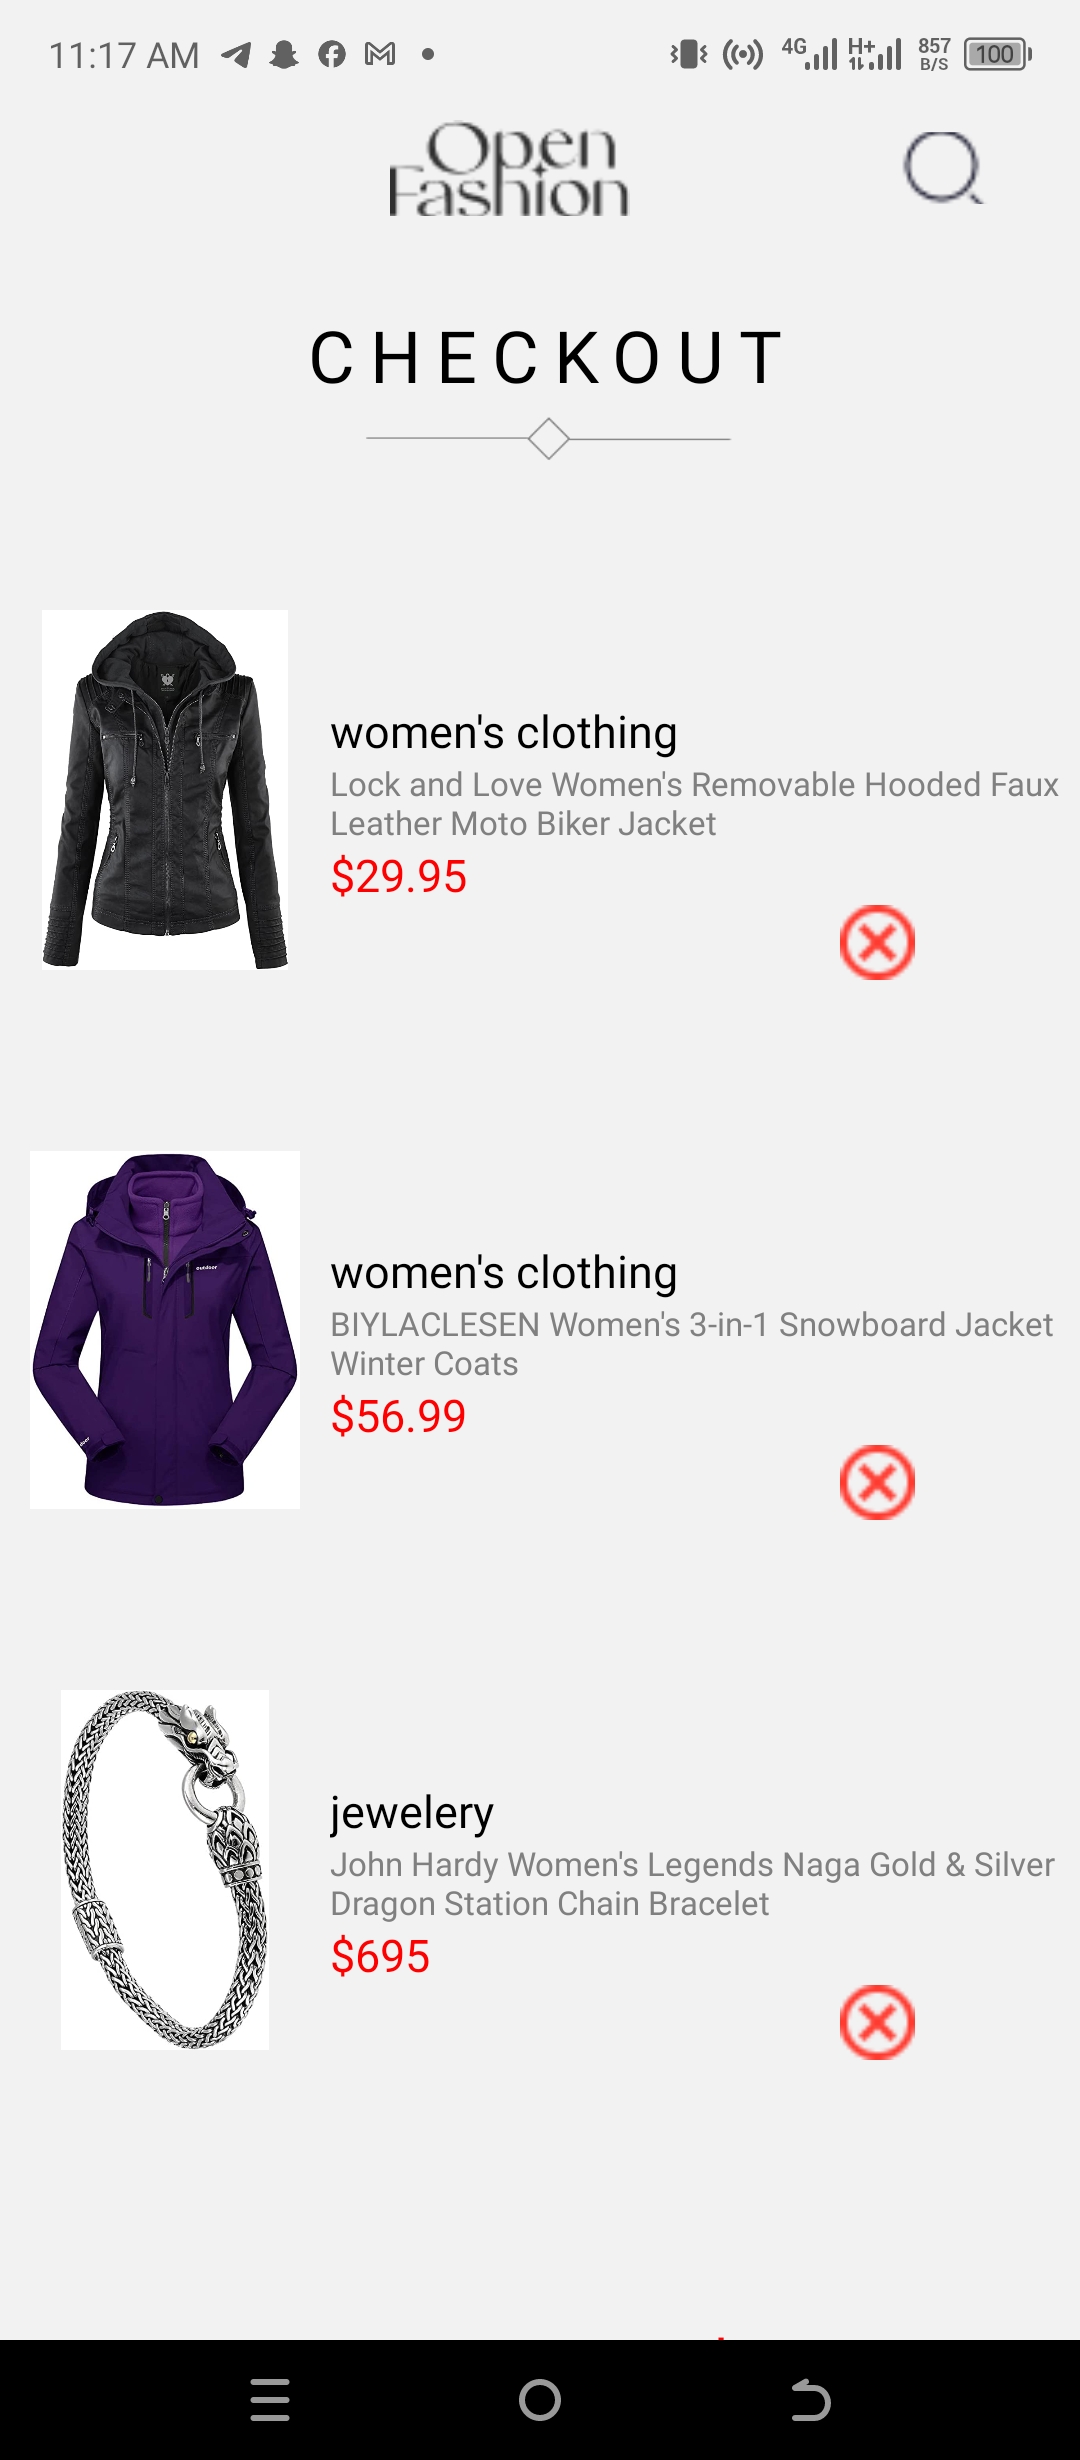 11:17 AM
4G
H+
857
B/S
100
Open
Fashion
CHECKOUT
women's clothing
Lock and Love Women's Removable Hooded Faux
Leather Moto Biker Jacket
$29.95
outdoor
women's clothing
BIYLACLESEN Women's 3-in-1 Snowboard Jacket
Winter Coats
$56.99
jewelery
John Hardy Women's Legends Naga Gold & Silver
Dragon Station Chain Bracelet
$695